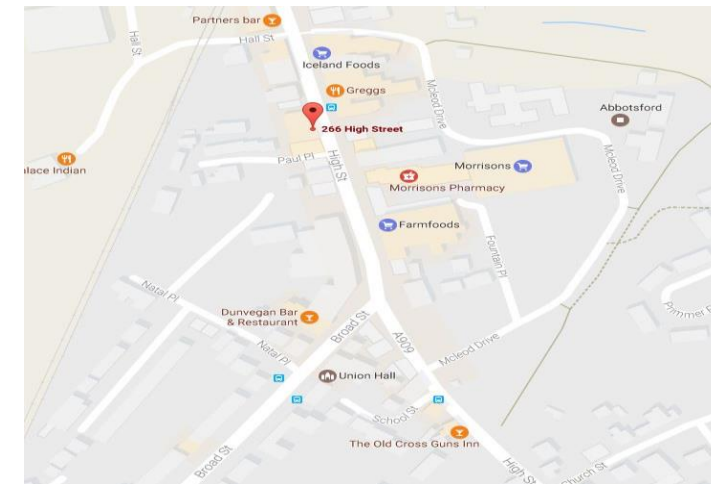 Partners bar
Hall St
Hall St
Iceland Foods
Greggs
Mcleod Drive
Abbotsford
266 High Street
Paul Pl
High St
Mcleod Drive
lace Indian
Morrisons
Morrisons Pharmacy
Farmfoods
Fountain Pl
Natal Pl
Dunvegan Bar
& Restaurant
Broad St
A909
Natal Pl
Mcleod Drive
Union Hall
School St
The Old Cross Guns Inn
Broad St
High St
Church St